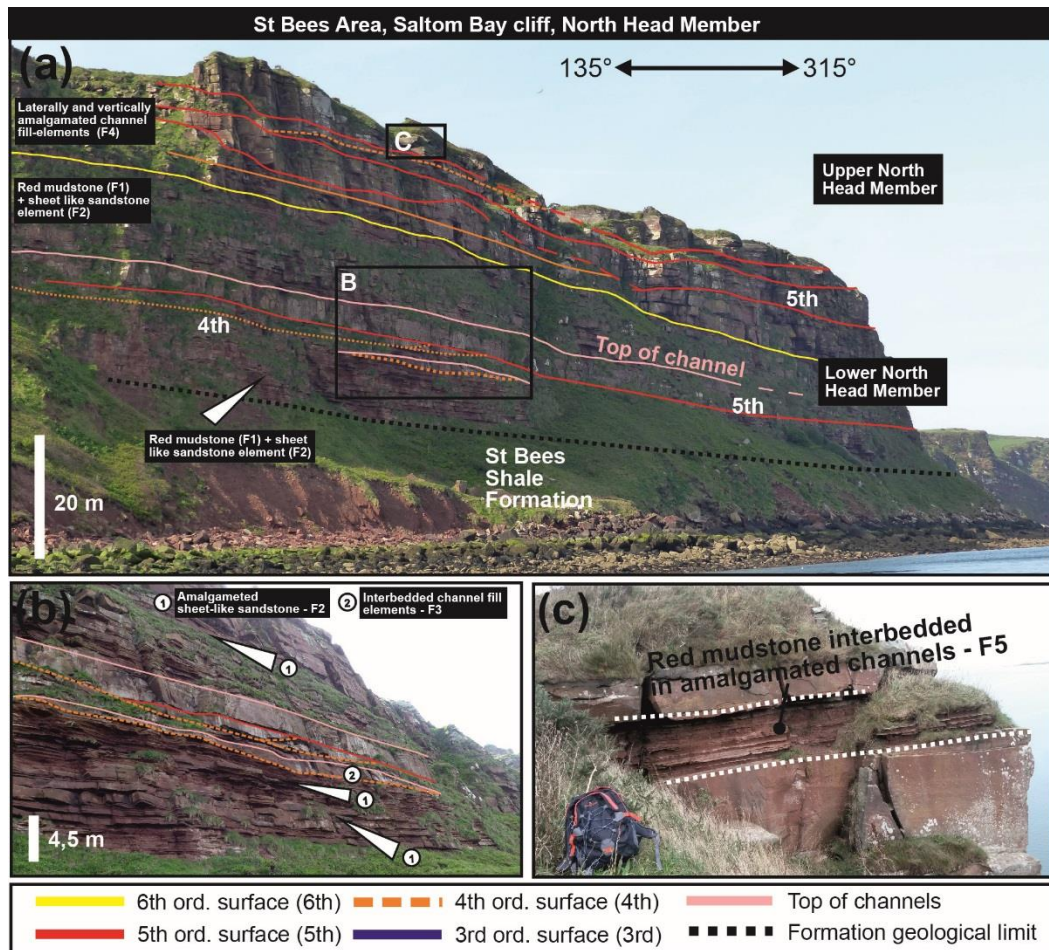 St Bees Area, Saltom Bay cliff, North Head Member
(a)
135° 315°
Laterally and vertically
amalgamated channel
fill-elements (F4)
C
Red mudstone (F1)
+ sheet like sandstone
element (F2)
Upper North
Head Member
B
5th
4th
Top of channel
Lower North
Head Member
5th
Red mudstone (F1) + sheet
like sandstone element (F2)
St Bees
Shale
Formation
20 m
(b)
1 Amalgameted
sheet-like sandstone - F2
2 Interbedded channel fill
elements - F3
1
2
1
1
4,5 m
(c)
Red mudstone interbedded
in amalgamated channels - F5
6th ord. surface (6th)
4th ord. surface (4th)
Top of channels
5th ord. surface (5th)
3rd ord. surface (3rd)
Formation geological limit